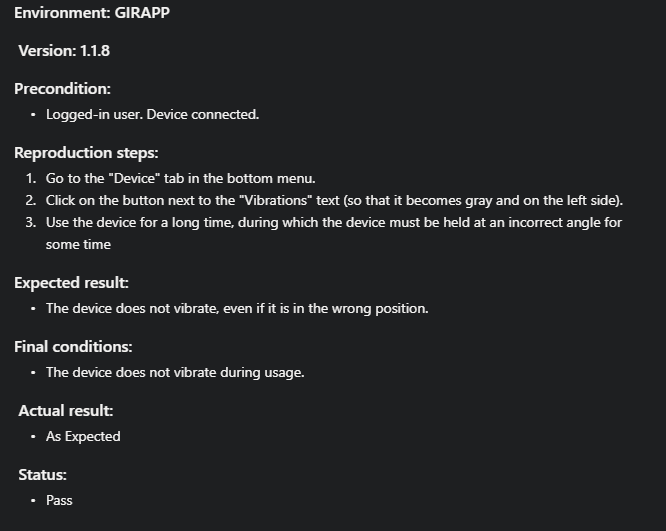 Environment: GIRAPP
Version: 1.1.8
Precondition:
• Logged-in user. Device connected.
Reproduction steps:
1. Go to the "Device" tab in the bottom menu.
2. Click on the button next to the "Vibrations" text (so that it becomes gray and on the left side).
3. Use the device for a long time, during which the device must be held at an incorrect angle for
some time
Expected result:
• The device does not vibrate, even if it is in the wrong position.
Final conditions:
• The device does not vibrate during usage.
Actual result:
• As Expected
Status:
• Pass